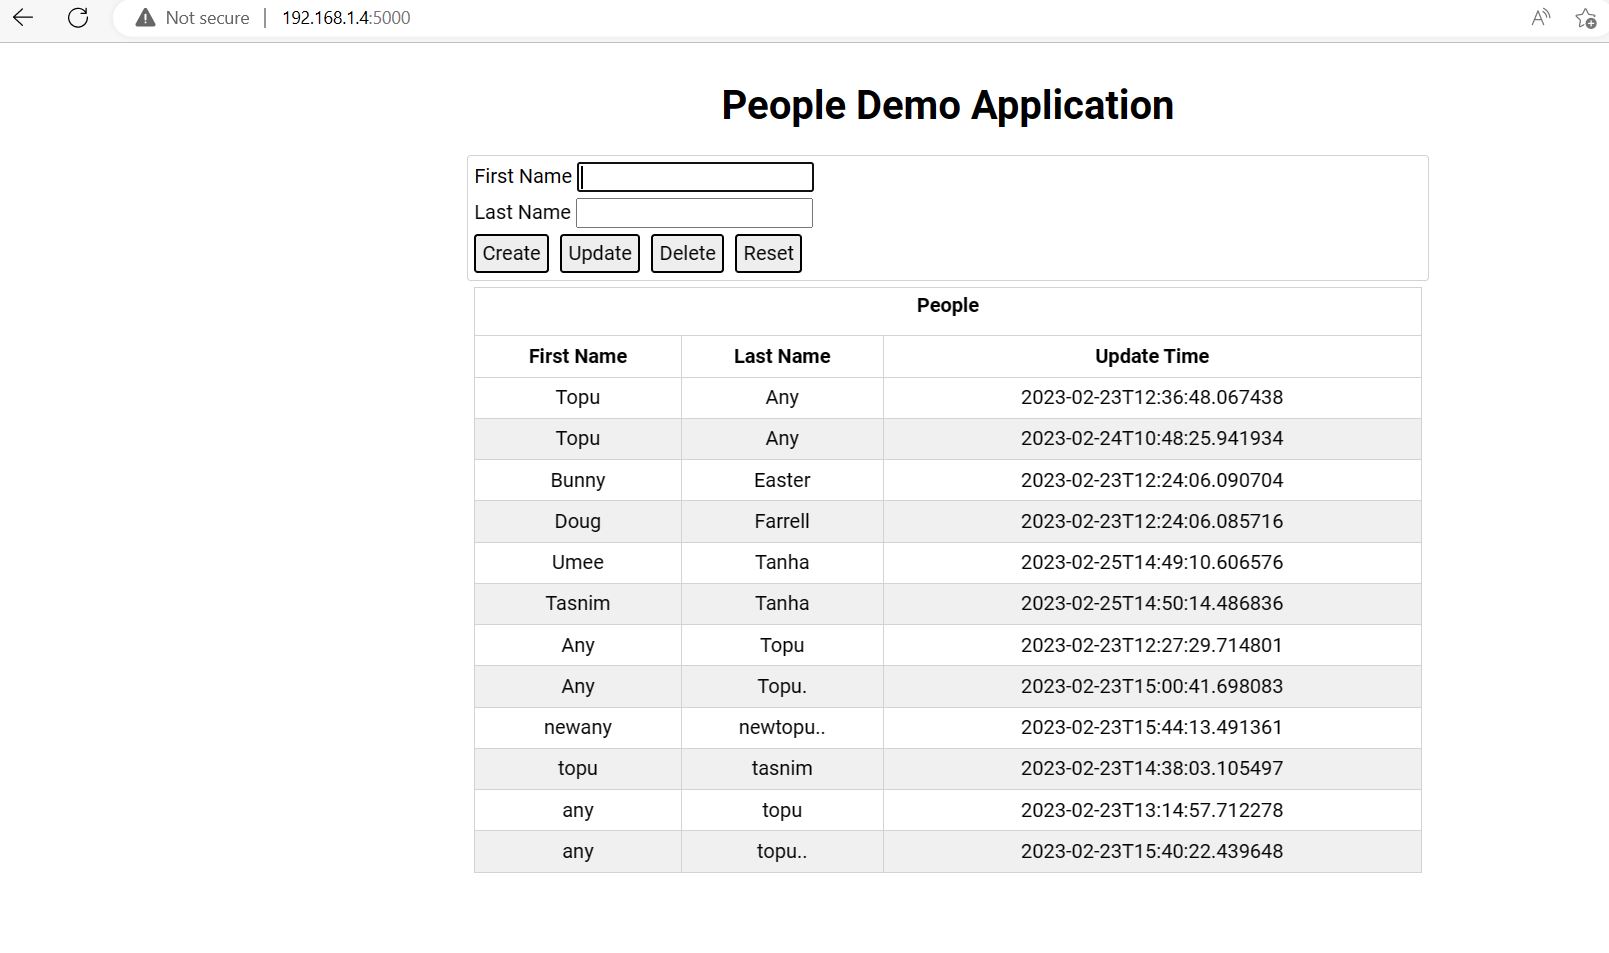 Not secure 192.168.1.4:5000
People Demo Application
First Name
Last Name
Create Update Delete Reset
People
First Name Last Name Update Time
Topu Any 2023-02-23T12:36:48.067438
Topu Any 2023-02-24T10:48:25.941934
Bunny Easter 2023-02-23T12:24:06.090704
Doug Farrell 2023-02-23T12:24:06.085716
Umee Tanha 2023-02-25T14:49:10.606576
Tasnim Tanha 2023-02-25T14:50:14.486836
Any Topu 2023-02-23T12:27:29.714801
Any Topu. 2023-02-23T15:00:41.698083
newany newtopu.. 2023-02-23T15:44:13.491361
topu tasnim 2023-02-23T14:38:03.105497
any topu 2023-02-23T13:14:57.712278
any topu.. 2023-02-23T15:40:22.439648